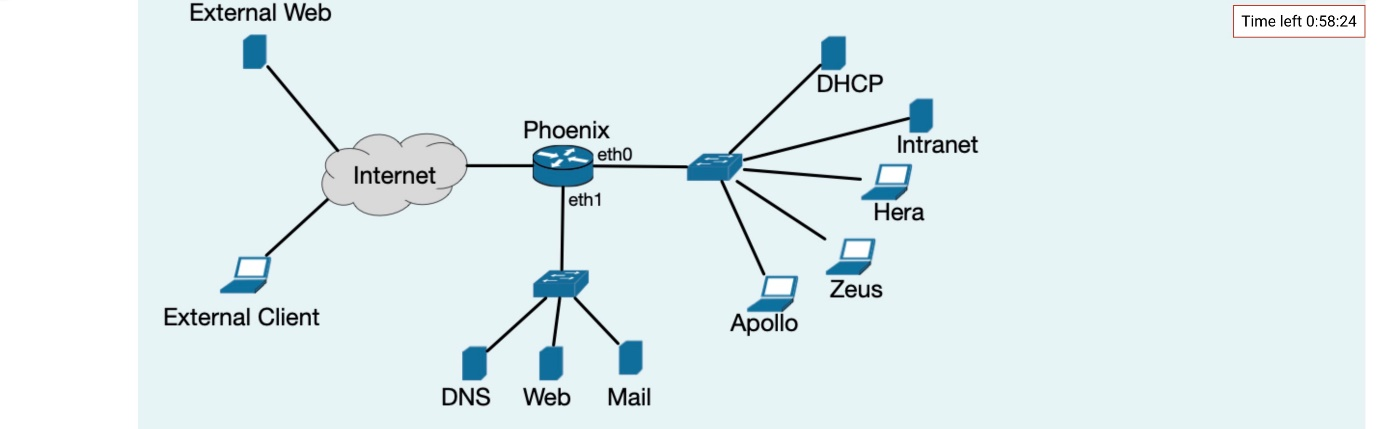 External Web
Time left 0:58:24
DHCP
Phoenix
eth0
Intranet
Internet
eth1
Hera
Zeus
External Client
Apollo
DNS
Web
Mail